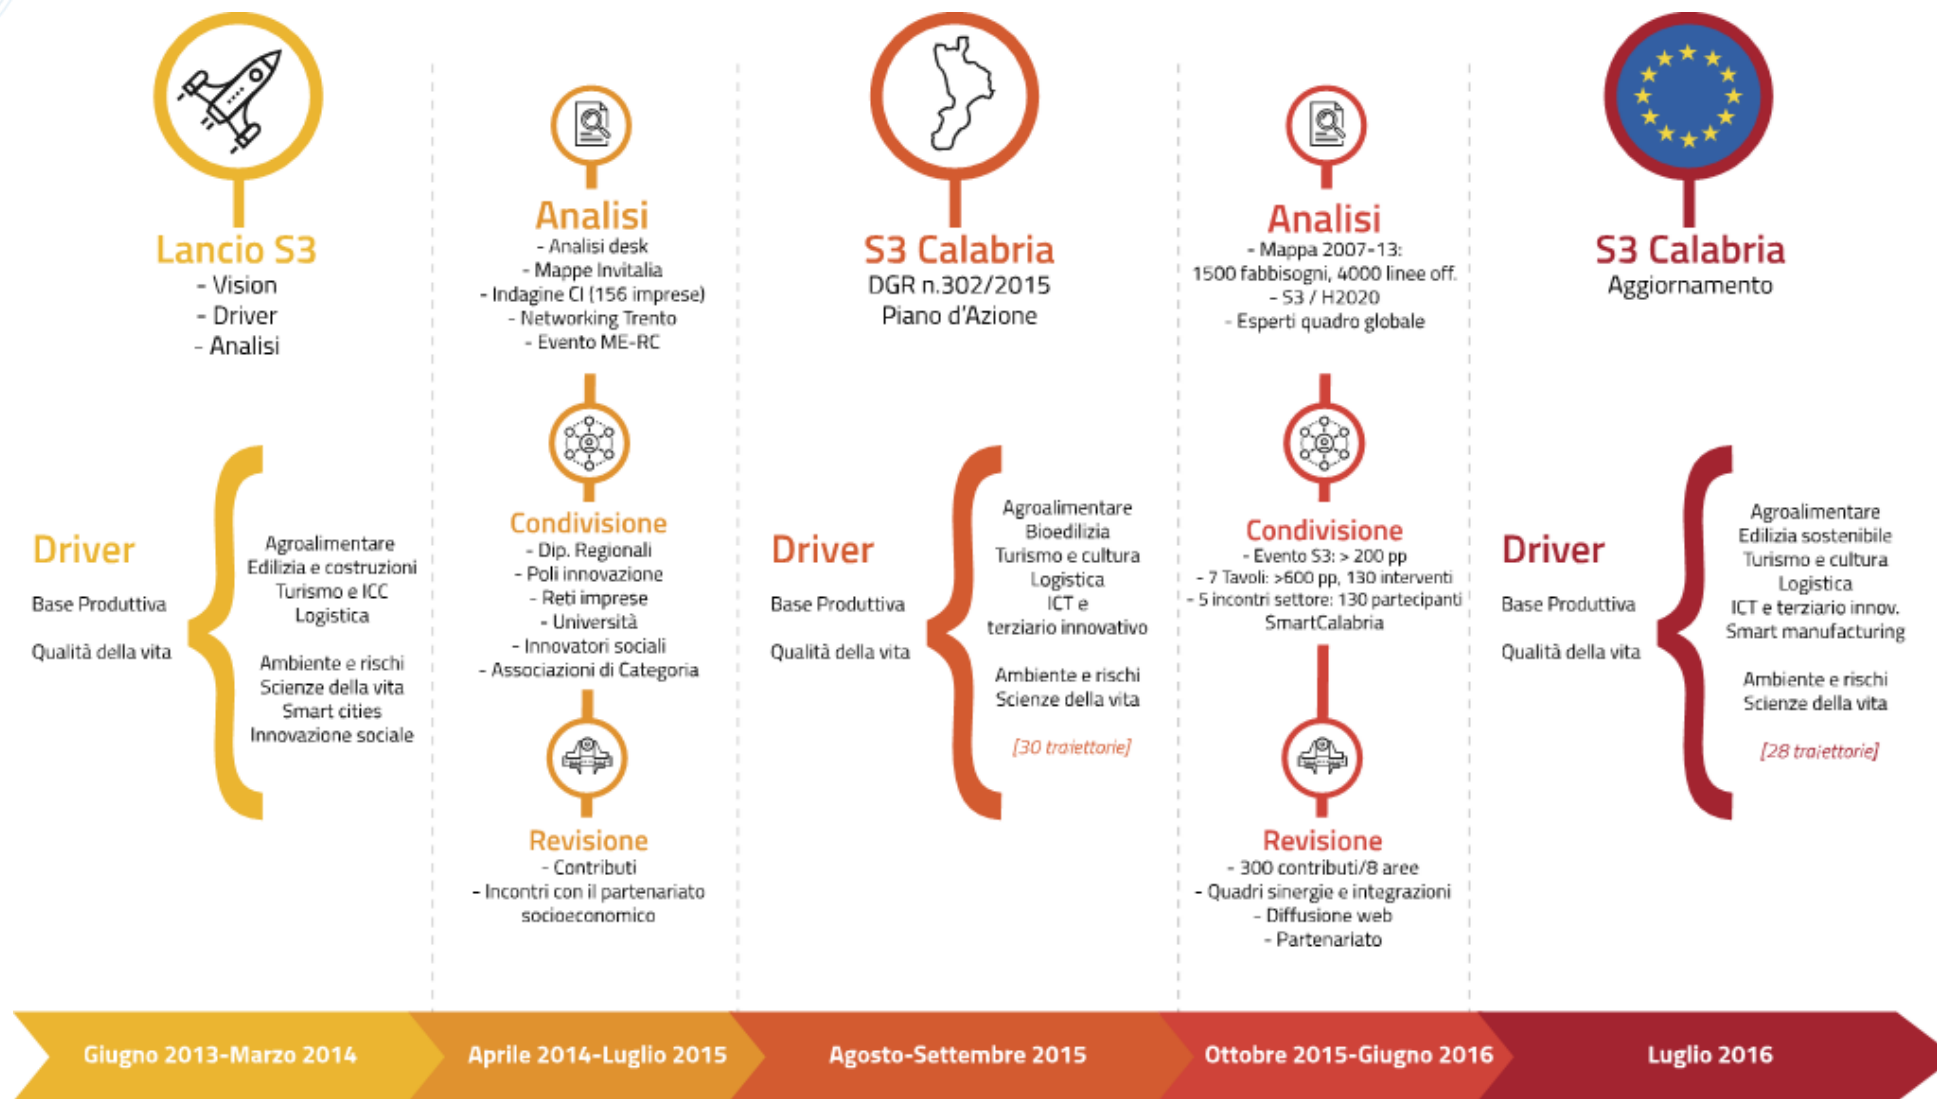 Lancio S3
- Vision
- Driver
- Analisi
Driver
Base Produttiva
Qualità della vita
Agroalimentare
Edilizia e costruzioni
Turismo e ICC
Logistica
Ambiente e rischi
Scienze della vita
Smart cities
Innovazione sociale
Analisi
- Analisi desk
- Mappe Invitalia
- Indagine CI (156 imprese)
- Networking Trento
- Evento ME-RC
Condivisione
- Dip. Regionali
- Poli innovazione
- Reti imprese
- Università
- Innovatori sociali
- Associazioni di Categoria
Revisione
- Contributi
- Incontri con il partenariato
socioeconomico
S3 Calabria
DGR n.302/2015
Piano d'Azione
Driver
Base Produttiva
Qualità della vita
Agroalimentare
Bioedilizia
Turismo e cultura
Logistica
ICT e
terziario innovativo
Ambiente e rischi
Scienze della vita
[30 traiettorie]
Analisi
- Mappa 2007-13:
1500 fabbisogni, 4000 linee off.
- S3 / H2020
- Esperti quadro globale
Condivisione
- Evento S3: > 200 pp
- 7 Tavoli: >600 pp, 130 interventi
- 5 incontri settore: 130 partecipanti
SmartCalabria
Revisione
- 300 contributi/8 aree
- Quadri sinergie e integrazioni
- Diffusione web
- Partenariato
S3 Calabria
Aggiornamento
Driver
Base Produttiva
Qualità della vita
Agroalimentare
Edilizia sostenibile
Turismo e cultura
Logistica
ICT e terziario innov.
Smart manufacturing
Ambiente e rischi
Scienze della vita
[28 traiettorie]
Giugno 2013-Marzo 2014
Aprile 2014-Luglio 2015
Agosto-Settembre 2015
Ottobre 2015-Giugno 2016
Luglio 2016